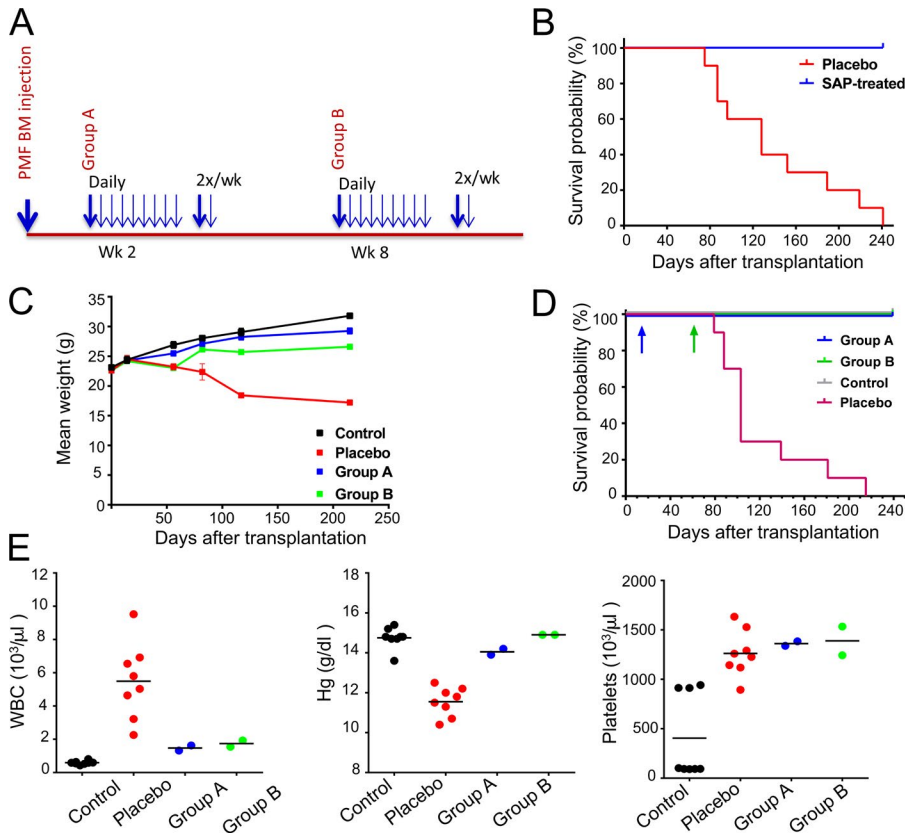 A
PMF BM injection
Group A
Daily
2x/wk
Group B
Daily
2x/wk
Wk 2
Wk 8
B
Survival probability (%)
100
80
60
40
20
0
Placebo
SAP-treated
0 40 80 120 160 200 240
Days after transplantation
C
Mean weight (g)
35
30
25
20
15
10
5
0
Control
Placebo
Group A
Group B
50 100 150 200 250
Days after transplantation
D
Survival probability (%)
100
80
60
40
20
0
Group A
Group B
Control
Placebo
0 40 80 120 160 200 240
Days after transplantation
E
WBC (10³/µl )
12
10
8
6
4
2
0
Control
Placebo
Group A
Group B
Hg (g/dl)
18
16
14
12
10
8
Control
Placebo
Group A
Group B
Platelets (10³/µl )
2000
1500
1000
500
0
Control
Placebo
Group A
Group B